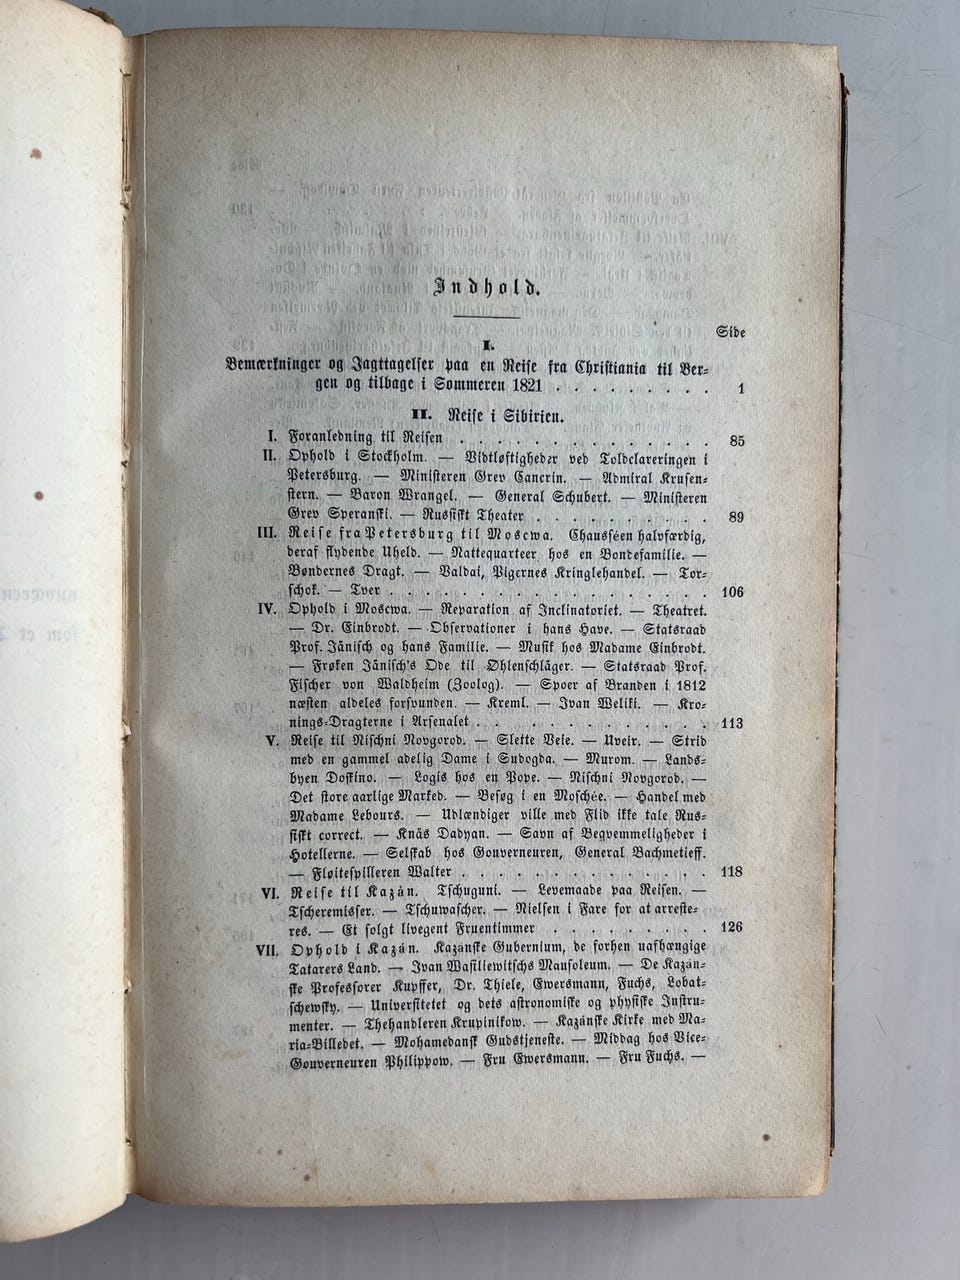 Indhold.
Side
I.
Bemærkninger og Jagttagelser paa en Reise fra Christiania til Ber=
gen og tilbage i Sommeren 1821 . . . . . . . . 1
II. Reise i Sibirien.
I. Foranledning til Reisen . . . . . . . . . . . . . . 85
II. Ophold i Stockholm. — Vidtløftigheder ved Tolddelareringen i
Petersburg. — Ministeren Grev Cancrin. — Admiral Krusen=
stern. — Baron Wrangel. — General Schubert. — Ministeren
Grev Speranski. — Russiskt Theater . . . . . . . . . 89
III. Reise fra Petersburg til Moscwa. Chausséen halvfærdig,
deraf flydende Uheld. — Nattequarteer hos en Bondefamilie. —
Bøndernes Dragt. — Valdai, Pigernes Kringlehandel. — Tor=
schok. — Tver . . . . . . . . . . . . . . . . 106
IV. Ophold i Moscwa. — Reparation af Inclinatoriet. — Theatret.
— Dr. Einbrodt. — Observationer i hans Have. — Statsraad
Prof. Jänisch og hans Familie. — Musik hos Madame Einbrodt.
— Frøken Jänisch's Ode til Øhlenschläger. — Statsraad Prof.
Fischer von Waldheim (Zoolog). — Spoer af Branden i 1812
næsten aldeles forsvunden. — Kreml. — Ivan Weliki. — Kro=
nings=Dragterne i Arsenalet . . . . . . . . . . . 113
V. Reise til Nischni Novgorod. — Slette Veie. — Uveir. — Strid
med en gammel adelig Dame i Sudogda. — Murom. — Lands=
byen Doskino. — Logis hos en Pope. — Nischni Novgorod. —
Det store aarlige Marked. — Besøg i en Moschée. — Handel med
Madame Lebours. — Udlændiger ville med Flid ikke tale Rus=
siskt correct. — Knäs Dadyan. — Savn af Beqvemmeligheder i
Hotellerne. — Selskab hos Gouverneuren, General Bachmetieff.
— Fløitespilleren Walter . . . . . . . . . . . . . 118
VI. Reise til Kazán. Tschuguni. — Levemaade paa Reisen. —
Tscheremisser. — Tschuwascher. — Nielsen i Fare for at arreste=
res. — Et solgt livegent Fruentimmer . . . . . . . . . 126
VII. Ophold i Kazán. Kazánske Gubernium, de forhen uafhængige
Tatarers Land. — Ivan Wasiliewitschs Mausoleum. — De Kazán=
ske Professorer Kupffer, Dr. Thiele, Ewersmann, Fuchs, Lobat=
schewsky. — Universitetet og dets astronomiske og physiske Instru=
menter. — Thehandleren Krupinikow. — Kazánske Kirke med Ma=
ria=Billedet. — Mohamedansk Gudstjeneste. — Middag hos Vice=
Gouverneuren Philippow. — Fru Ewersmann. — Fru Fuchs. —